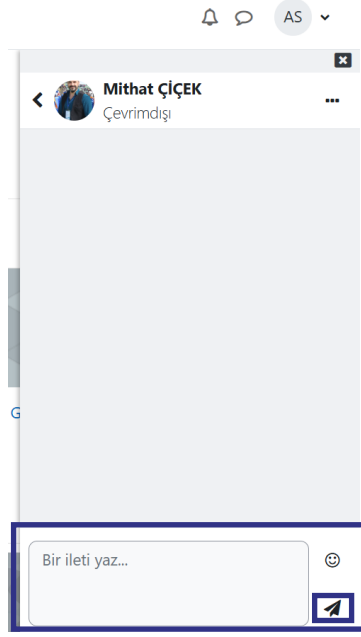 AS
Mithat ÇİÇEK
Çevrimdışı
G
Bir ileti yaz...